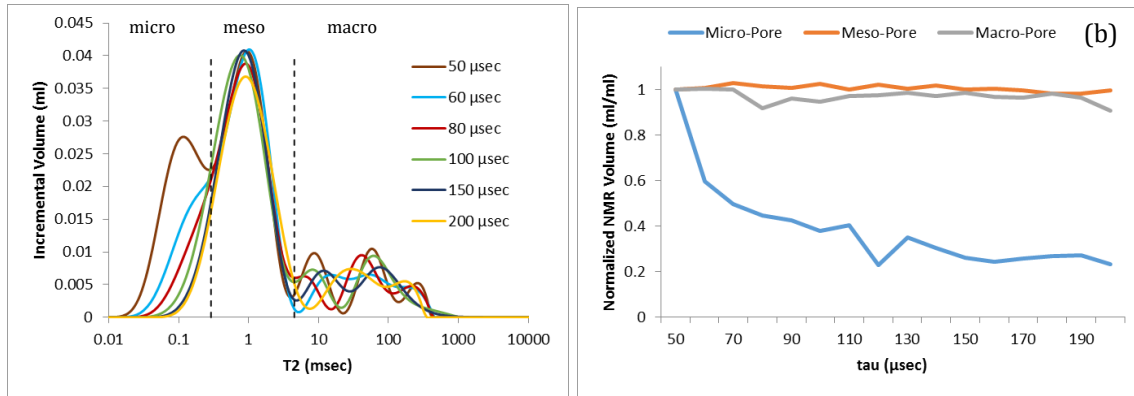 micro meso macro
Incremental Volume (ml)
0.045
0.04
0.035
0.03
0.025
0.02
0.015
0.01
0.005
0
50 µsec
60 µsec
80 µsec
100 µsec
150 µsec
200 µsec
0.01 0.1 1 10 100 1000 10000
T2 (msec)
Micro-Pore Meso-Pore Macro-Pore
(b)
Normalized NMR Volume (ml/ml)
1
0.8
0.6
0.4
0.2
0
50 70 90 110 130 150 170 190
tau (µsec)